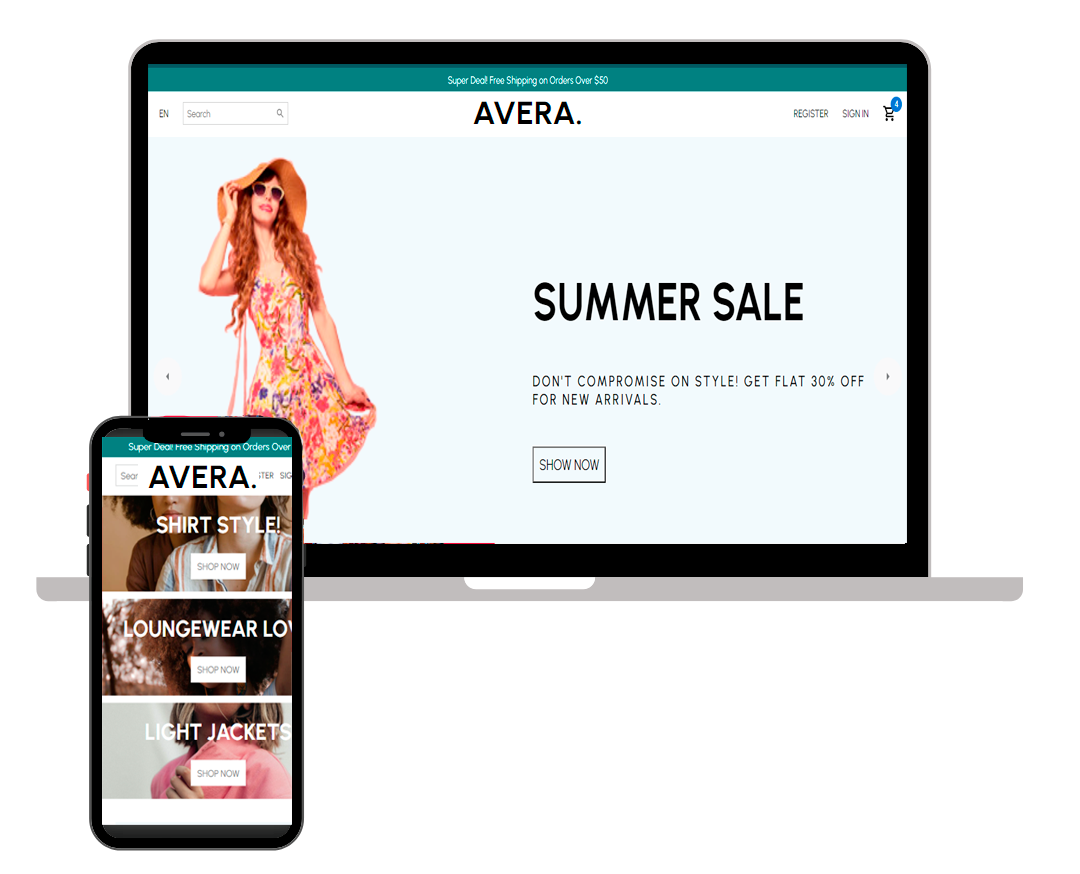 Super Deal! Free Shipping on Orders Over $50
EN
Search
AVERA.
REGISTER
SIGN IN
4
SUMMER SALE
DON'T COMPROMISE ON STYLE! GET FLAT 30% OFF
FOR NEW ARRIVALS.
SHOW NOW
Super Deal! Free Shipping on Orders Over
Sear
AVERA.
STER
SIG
SHIRT STYLE!
SHOP NOW
LOUNGEWEAR LOV
SHOP NOW
LIGHT JACKETS
SHOP NOW